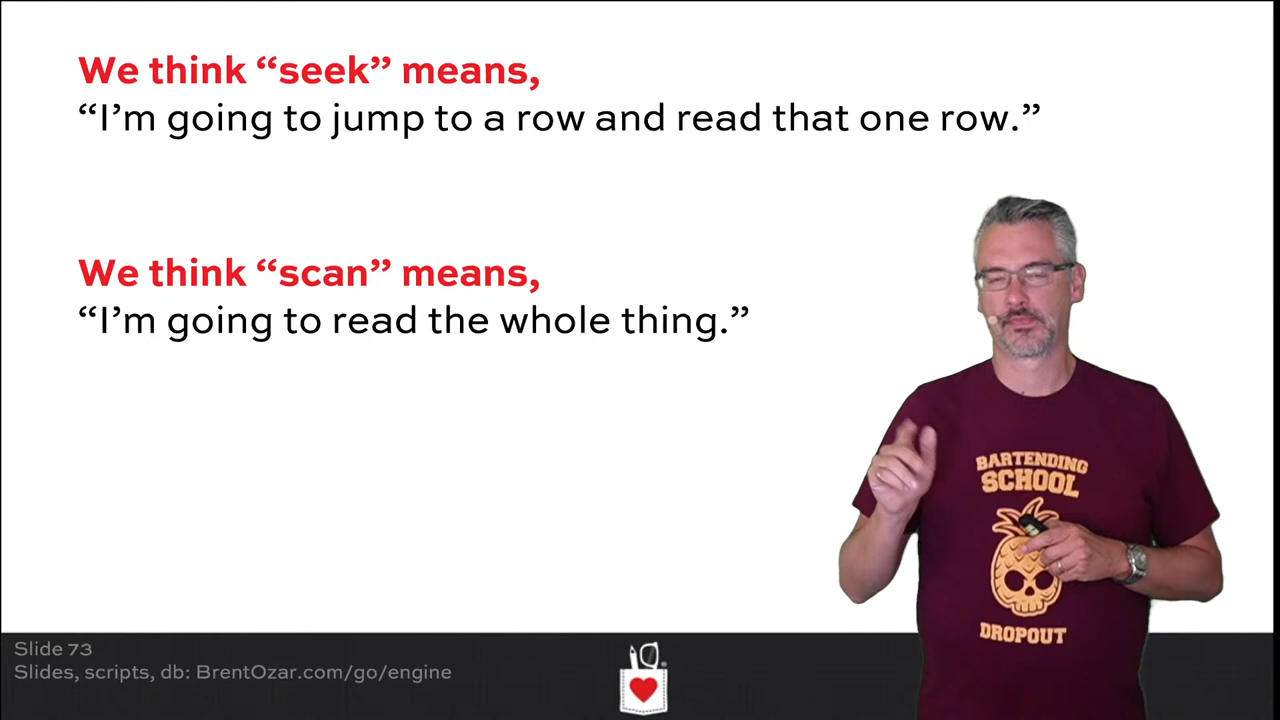 We think “seek” means,
“I’m going to jump to a row and read that one row.”
We think “scan” means,
“I’m going to read the whole thing.”
BARTENDING
SCHOOL
DROPOUT
Slide 73
Slides, scripts, db: BrentOzar.com/go/engine